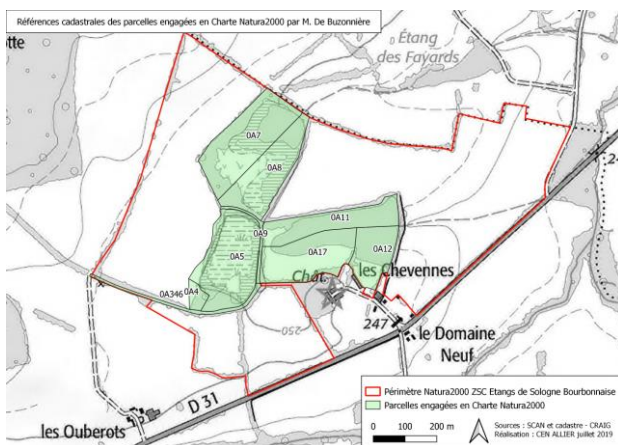 Références cadastrales des parcelles engagées en Charte Natura2000 par M. De Buzonnière
otte
Étang
des Fayards
0A7
0A8
0A9
0A11
0A5
0A17
0A12
Chât.
les Chevennes
0A346
0A4
250
247
le Domaine
Neuf
D 31
les Ouberots
24
Périmètre Natura2000 ZSC Etangs de Sologne Bourbonnaise
Parcelles engagées en Charte Natura2000
0 100 200 m
Sources : SCAN et cadastre - CRAIG
Réalisation : CEN ALLIER juillet 2019